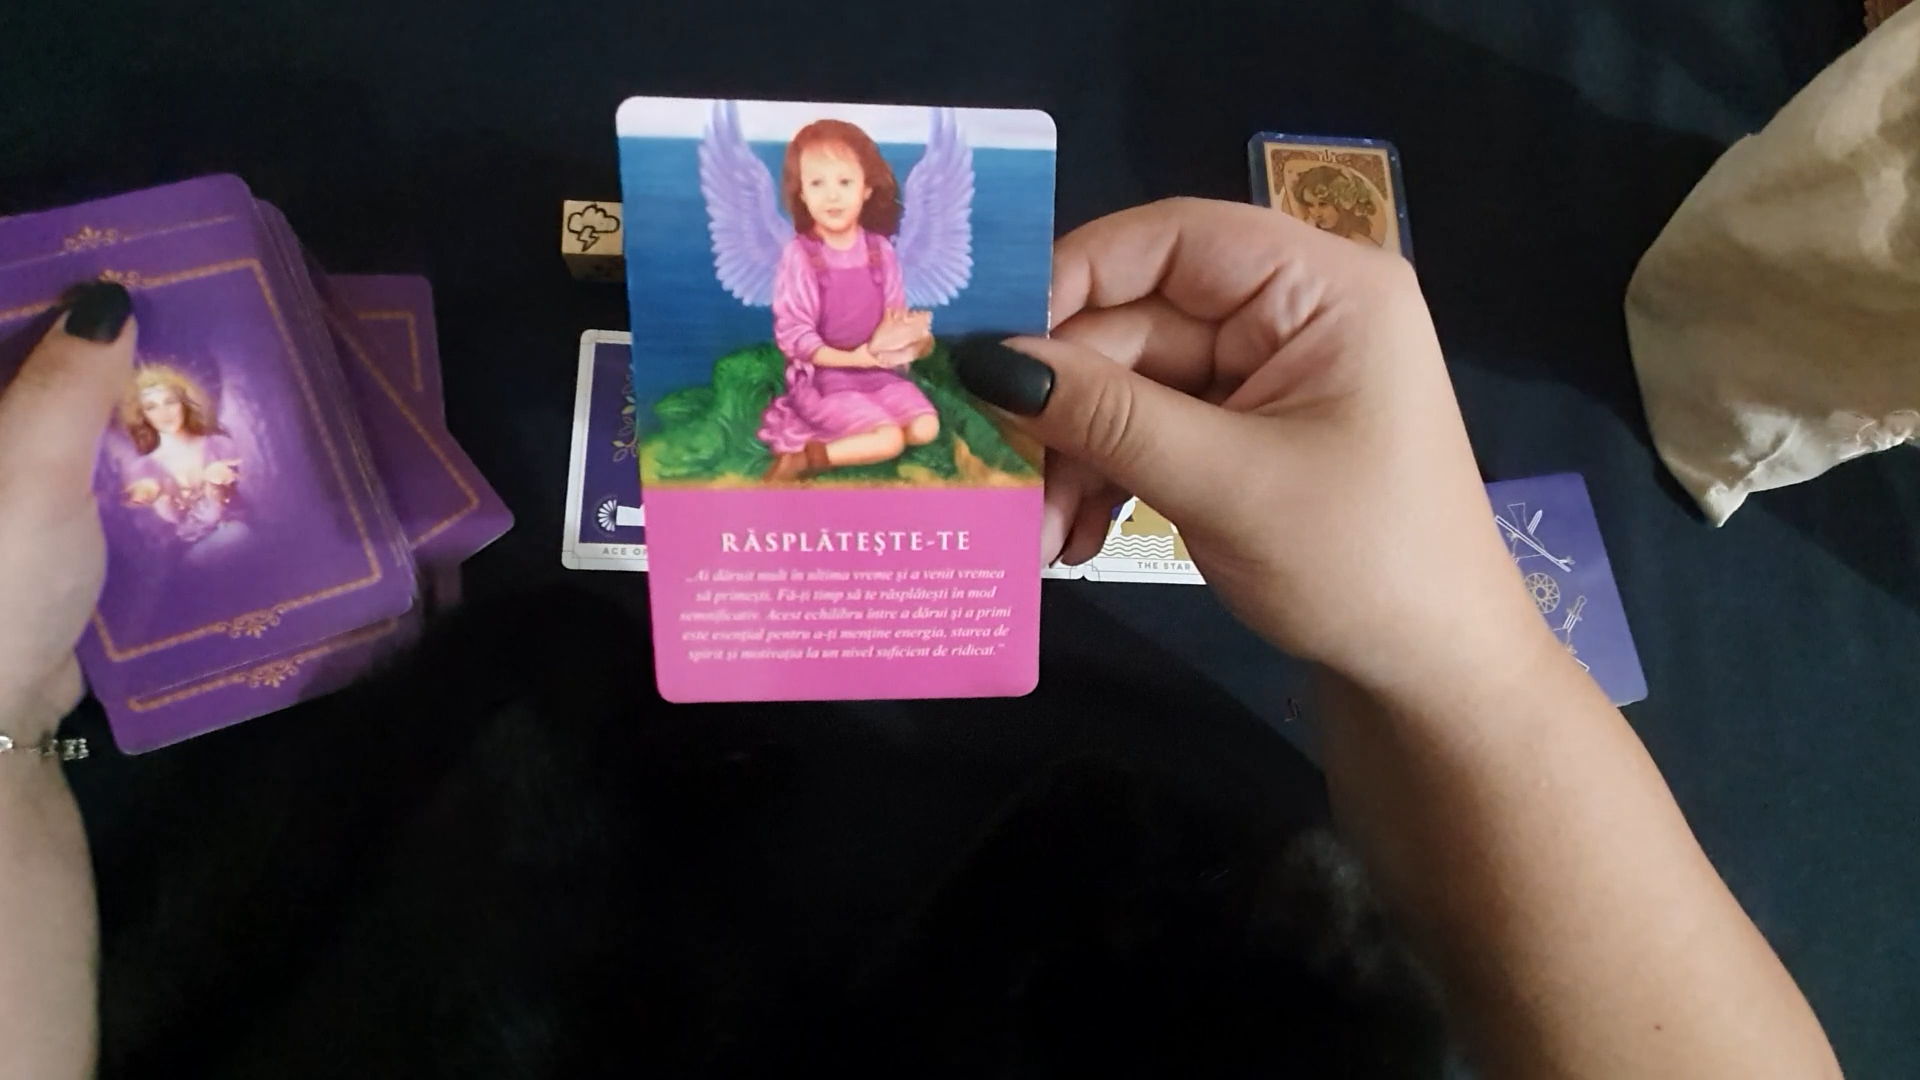 RĂSPLĂTEŞTE-TE
„Ai dăruit mult în ultima vreme şi a venit vremea
să primeşti. Fă-ţi timp să te răsplăteşti în mod
semnificativ. Acest echilibru între a dărui şi a primi
este esenţial pentru a-ţi menţine energia, starea de
spirit şi motivaţia la un nivel suficient de ridicat.”
ACE OF
THE STAR